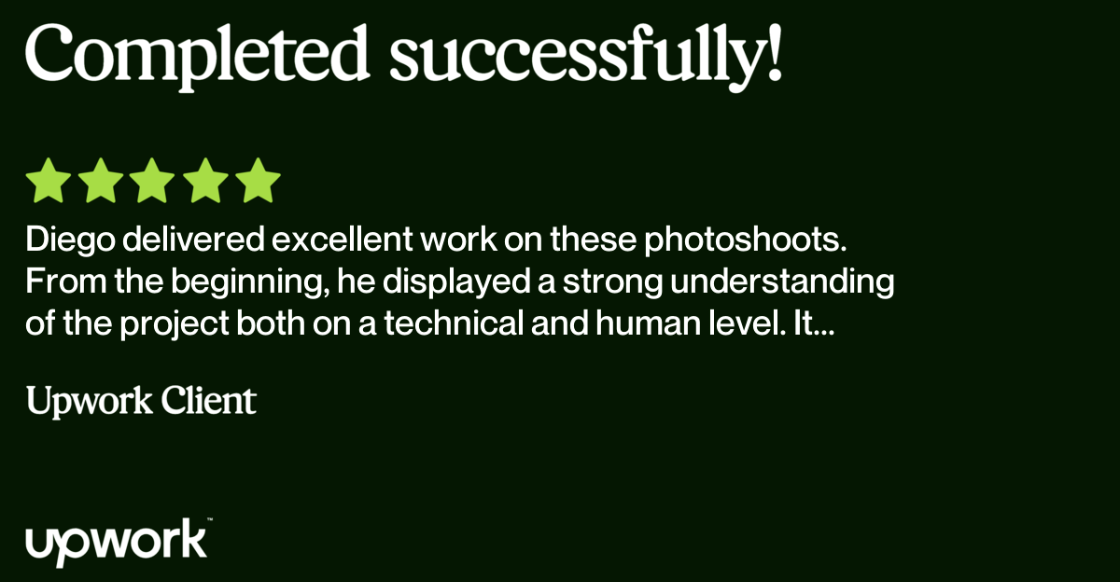 Completed successfully!
Diego delivered excellent work on these photoshoots.
From the beginning, he displayed a strong understanding
of the project both on a technical and human level. It...
Upwork Client
upwork™